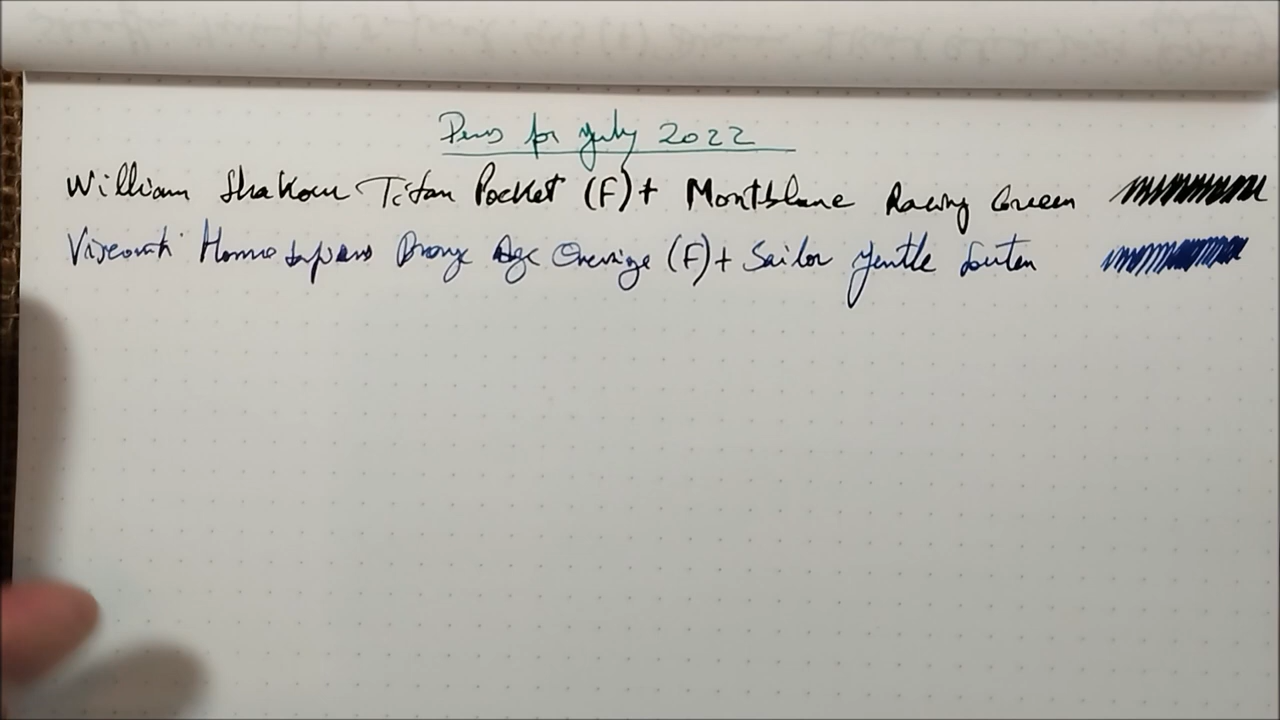 Pens for July 2022
William Shakour Titan Pocket (F) + Montblanc Racing Green
Visconti Homo Sapiens Bronze Age Oversize (F) + Sailor Jentle Souten